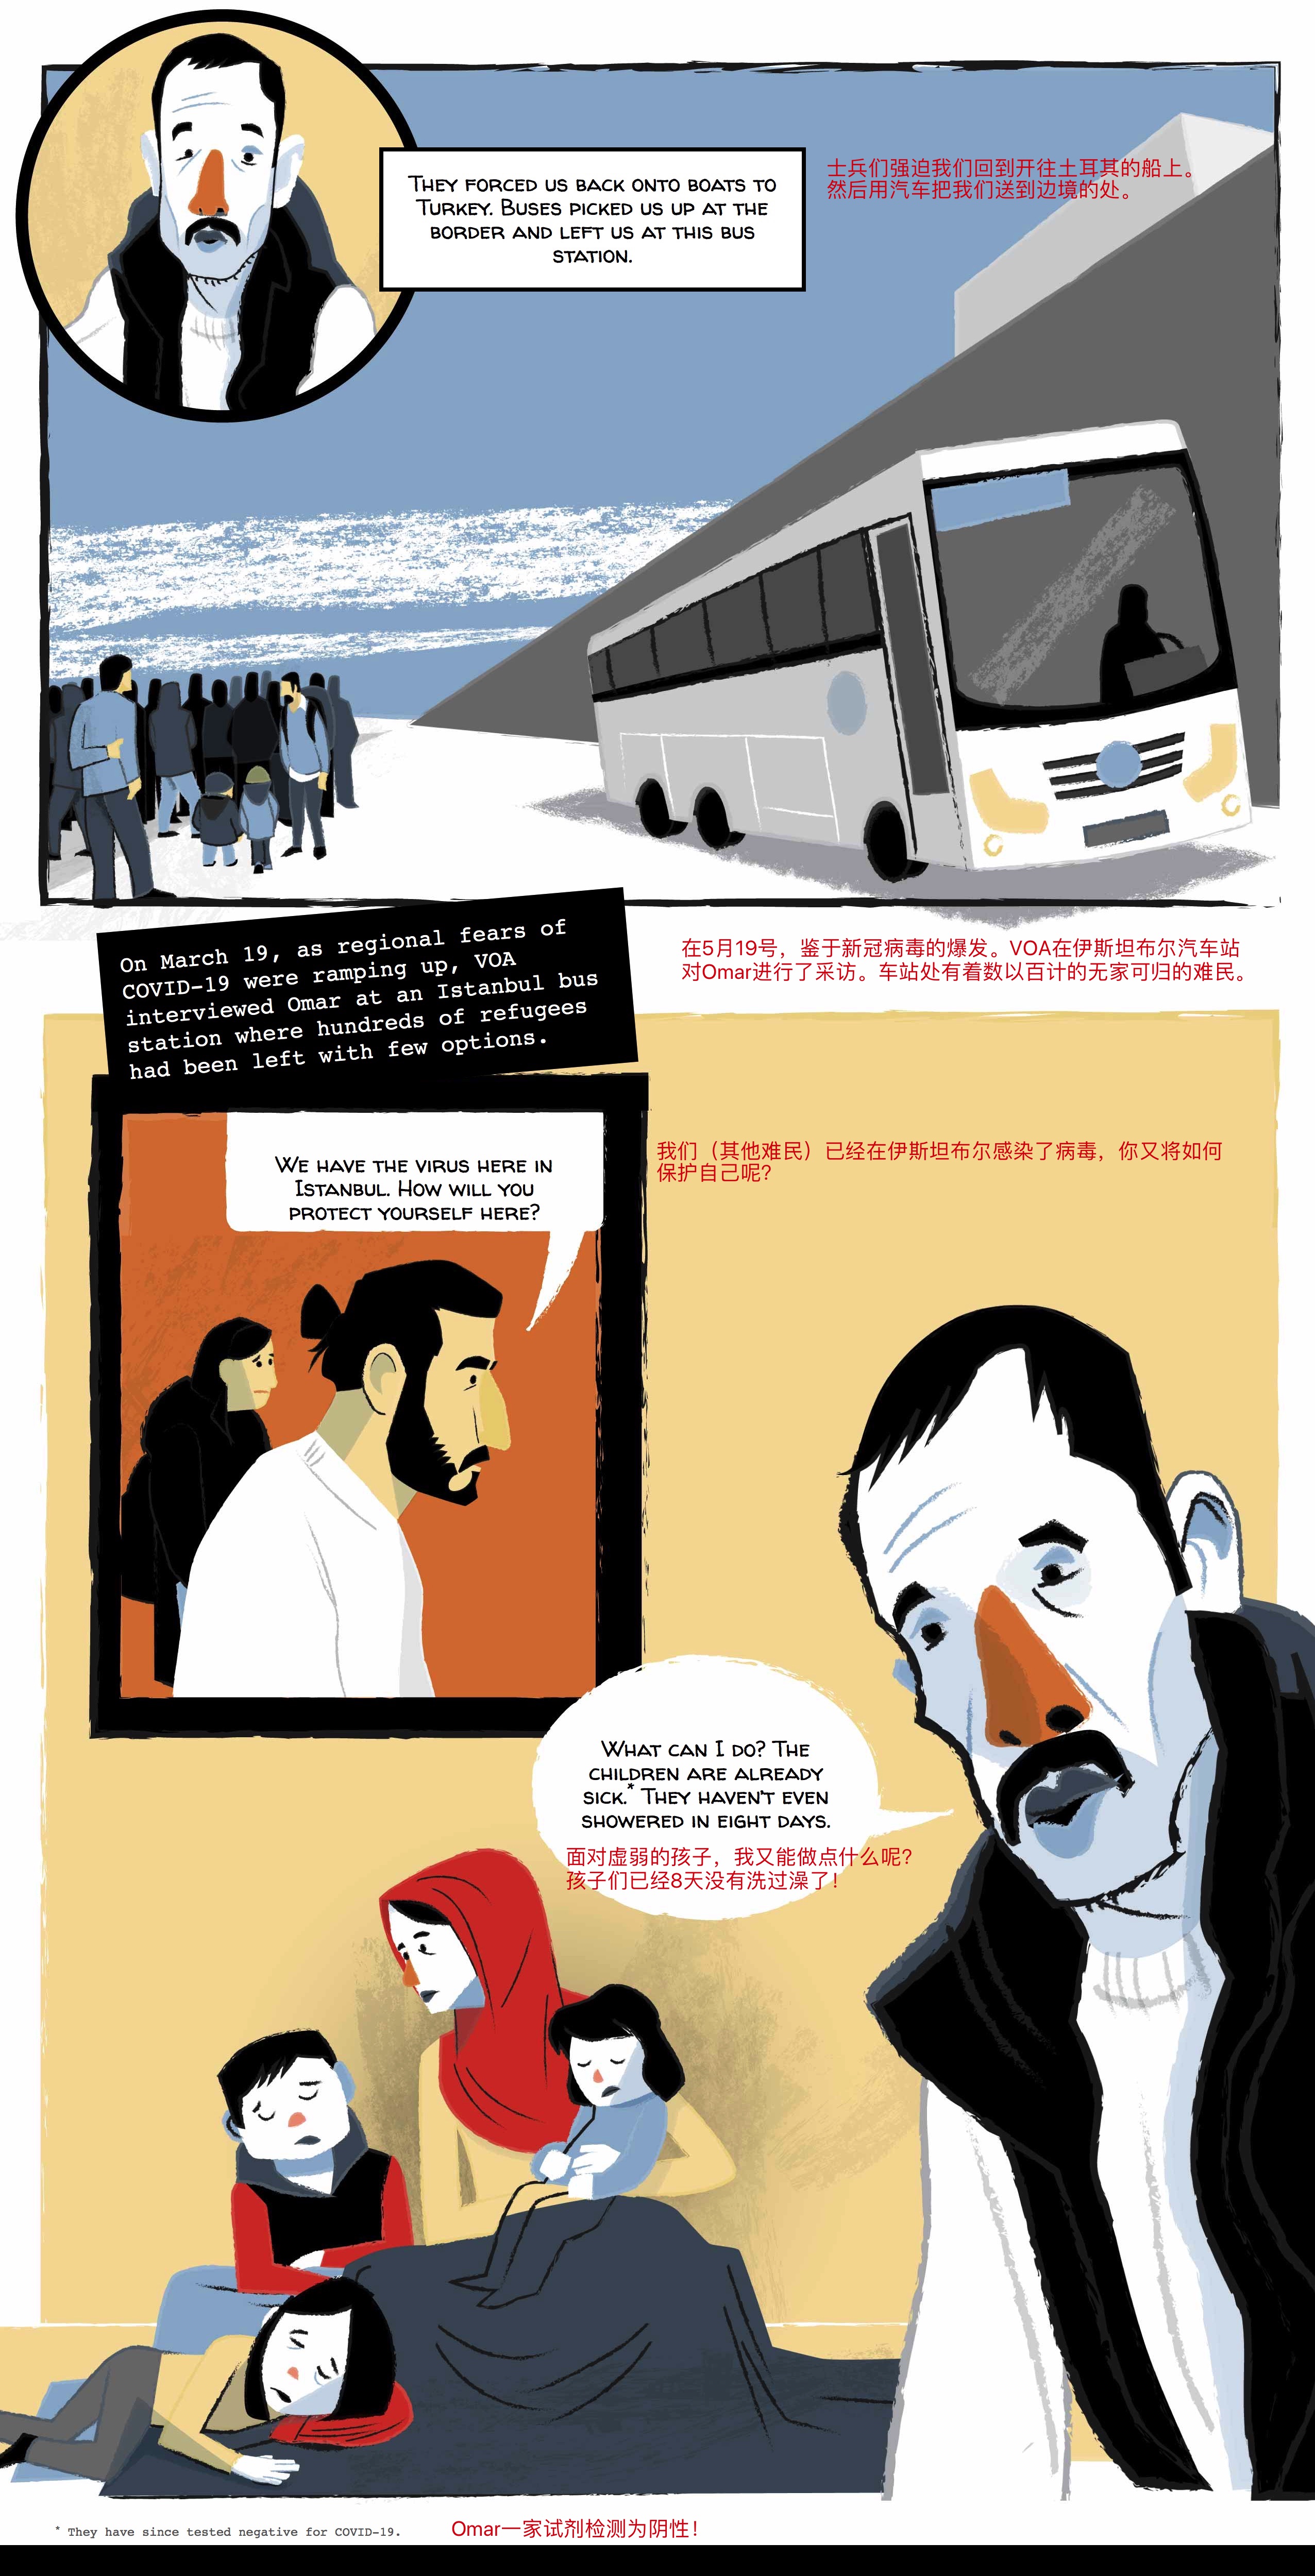 THEY FORCED US BACK ONTO BOATS TO
TURKEY. BUSES PICKED US UP AT THE
BORDER AND LEFT US AT THIS BUS
STATION.
士兵们强迫我们回到开往土耳其的船上。
然后用汽车把我们送到边境的处。
On March 19, as regional fears of
COVID-19 were ramping up, VOA
interviewed Omar at an Istanbul bus
station where hundreds of refugees
had been left with few options.
在5月19号，鉴于新冠病毒的爆发。VOA在伊斯坦布尔汽车站
对Omar进行了采访。车站处有着数以百计的无家可归的难民。
WE HAVE THE VIRUS HERE IN
ISTANBUL. HOW WILL YOU
PROTECT YOURSELF HERE?
我们（其他难民）已经在伊斯坦布尔感染了病毒，你又将如何
保护自己呢？
WHAT CAN I DO? THE
CHILDREN ARE ALREADY
SICK.* THEY HAVEN'T EVEN
SHOWERED IN EIGHT DAYS.
面对虚弱的孩子，我又能做点什么呢？
孩子们已经8天没有洗过澡了！
* They have since tested negative for COVID-19.
Omar一家试剂检测为阴性！